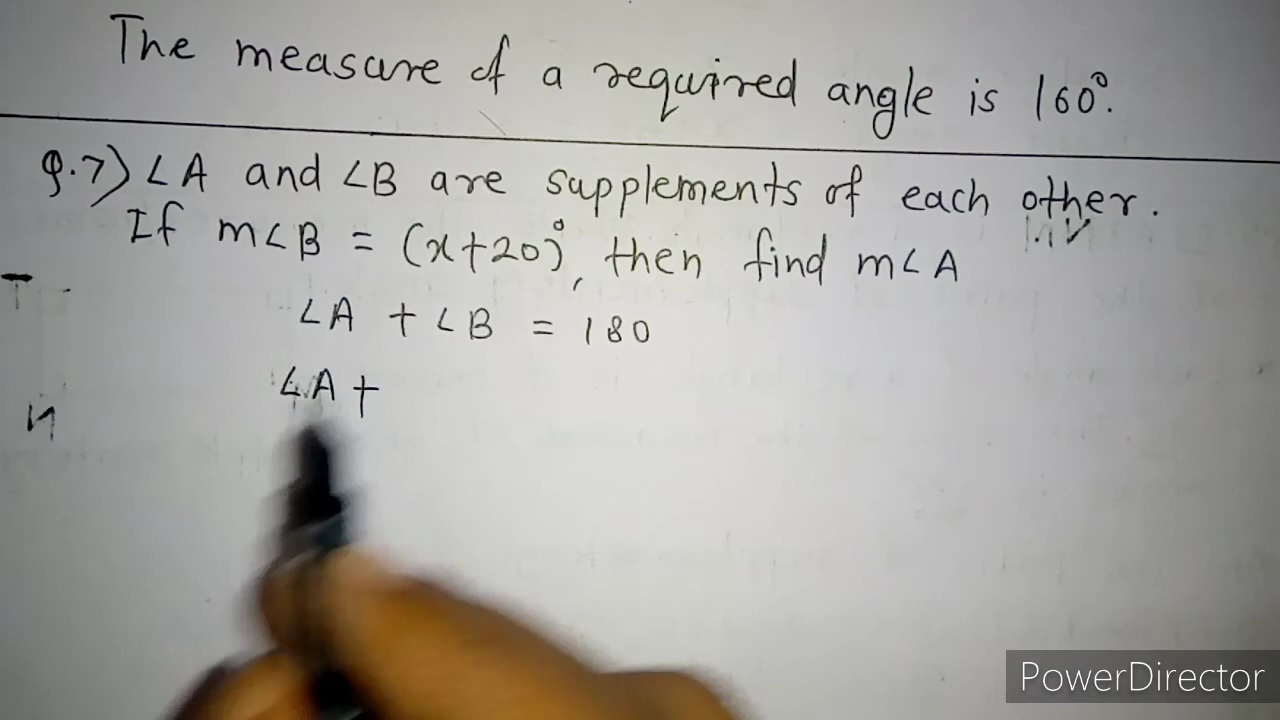 The measure of a required angle is 160°.
Q.7) ∠A and ∠B are supplements of each other.
If m∠B = (x+20)°, then find m∠A
∠A + ∠B = 180
∠A +
PowerDirector